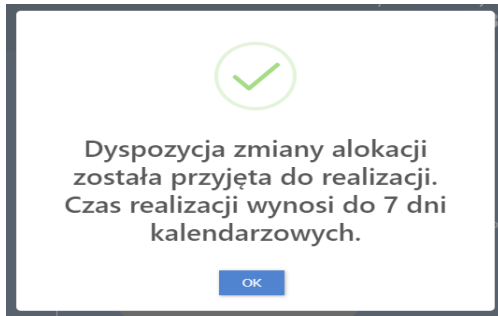 Dyspozycja zmiany alokacji
została przyjęta do realizacji.
Czas realizacji wynosi do 7 dni
kalendarzowych.
OK